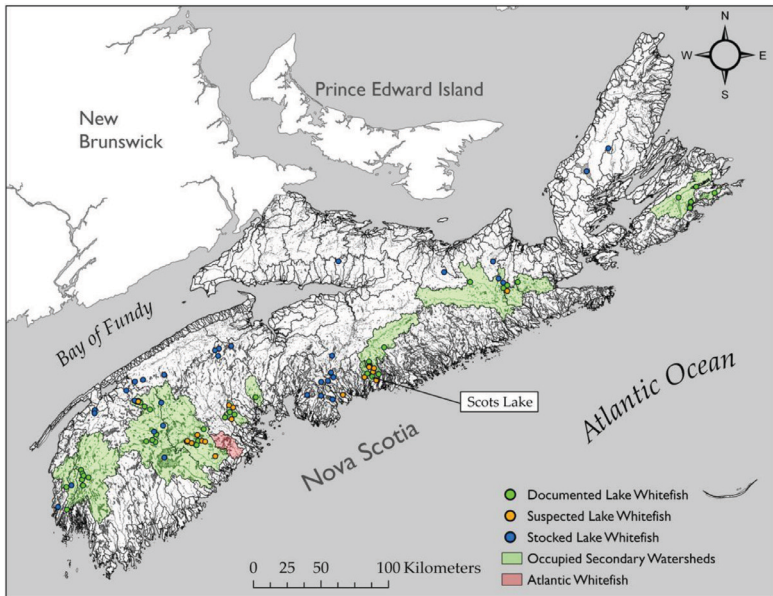 N
W E
S
Prince Edward Island
New
Brunswick
Bay of Fundy
Atlantic Ocean
Scots Lake
Nova Scotia
Documented Lake Whitefish
Suspected Lake Whitefish
Stocked Lake Whitefish
Occupied Secondary Watersheds
Atlantic Whitefish
0 25 50 100 Kilometers